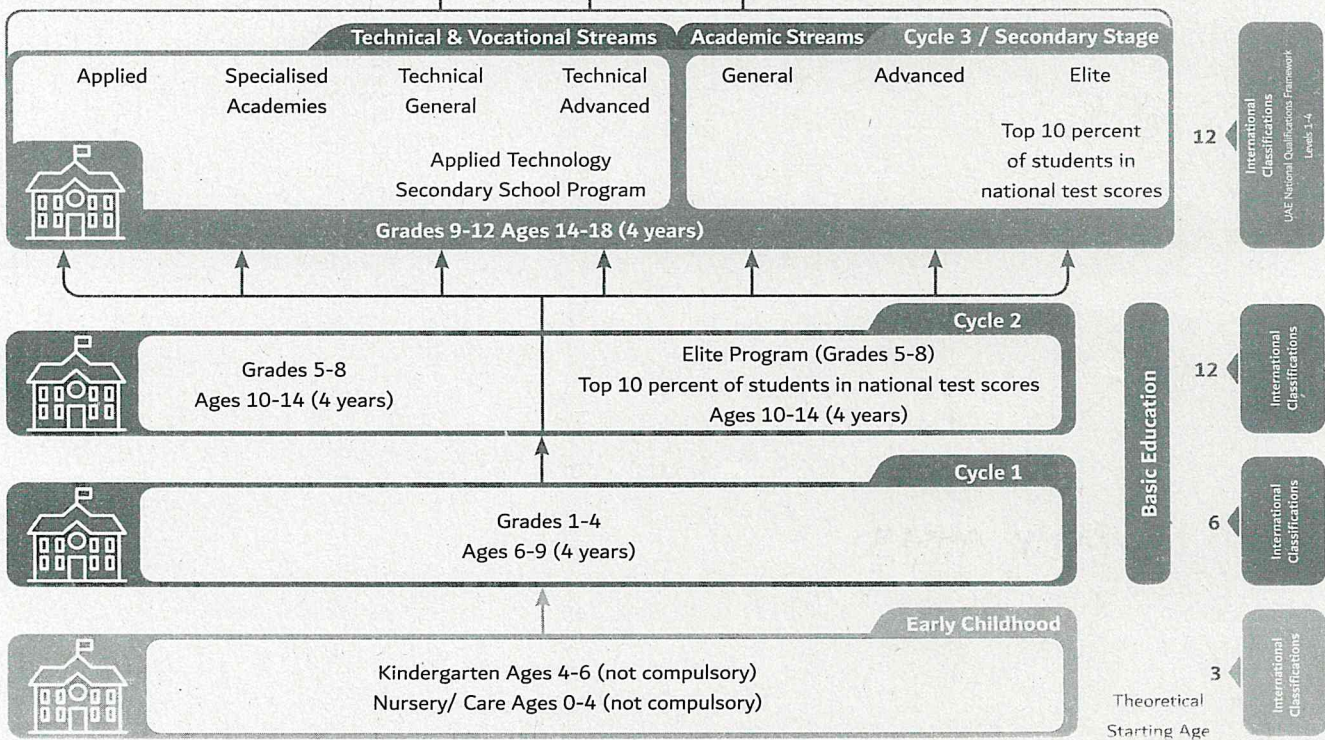 Technical & Vocational Streams
Academic Streams
Cycle 3 / Secondary Stage
Applied
Specialised
Academies
Technical
General
Technical
Advanced
Applied Technology
Secondary School Program
General
Advanced
Elite
Top 10 percent
of students in
national test scores
Grades 9-12 Ages 14-18 (4 years)
12
International
Classifications
UAE National Qualifications Framework
Levels 1-4
Cycle 2
Grades 5-8
Ages 10-14 (4 years)
Elite Program (Grades 5-8)
Top 10 percent of students in national test scores
Ages 10-14 (4 years)
Basic Education
12
International
Classifications
Cycle 1
Grades 1-4
Ages 6-9 (4 years)
6
International
Classifications
Early Childhood
Kindergarten Ages 4-6 (not compulsory)
Nursery/ Care Ages 0-4 (not compulsory)
3
Theoretical
Starting Age
International
Classifications